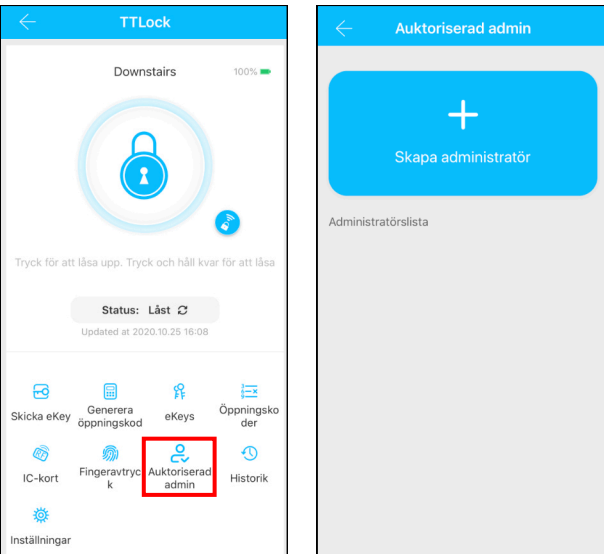 TTLock
Downstairs
100%
Tryck för att låsa upp. Tryck och håll kvar för att låsa
Status: Låst
Updated at 2020.10.25 16:08
Skicka eKey
Generera
öppningskod
eKeys
Öppningsko
der
IC-kort
Fingeravtryc
k
Auktoriserad
admin
Historik
Inställningar
Auktoriserad admin
Skapa administratör
Administratörslista